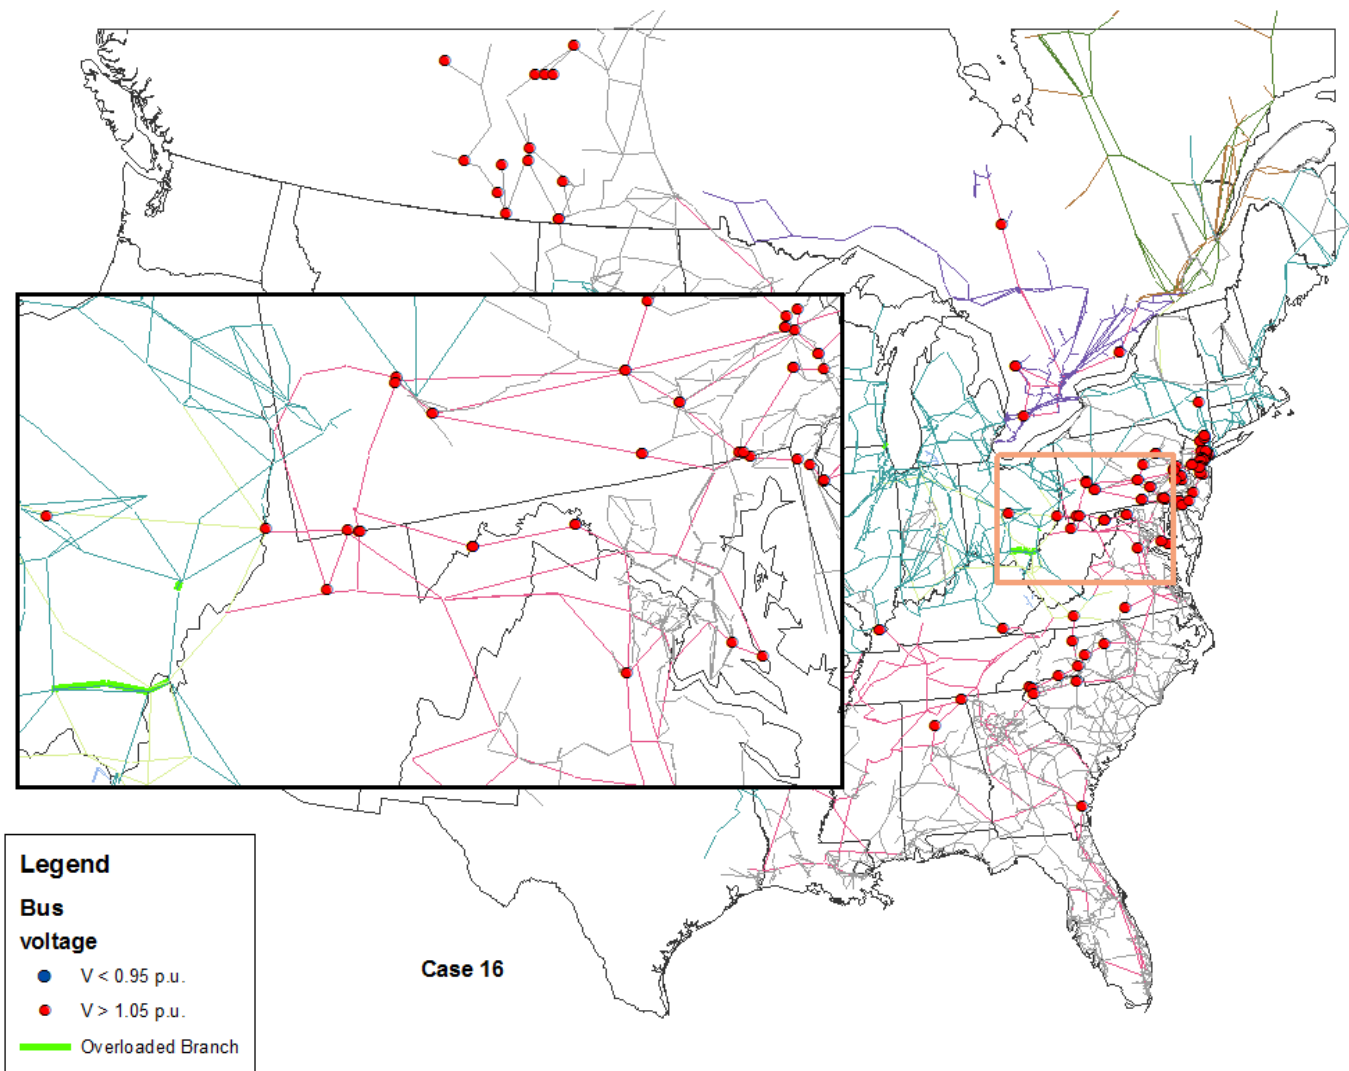 Legend
Bus
voltage
V < 0.95 p.u.
V > 1.05 p.u.
Overloaded Branch
Case 16